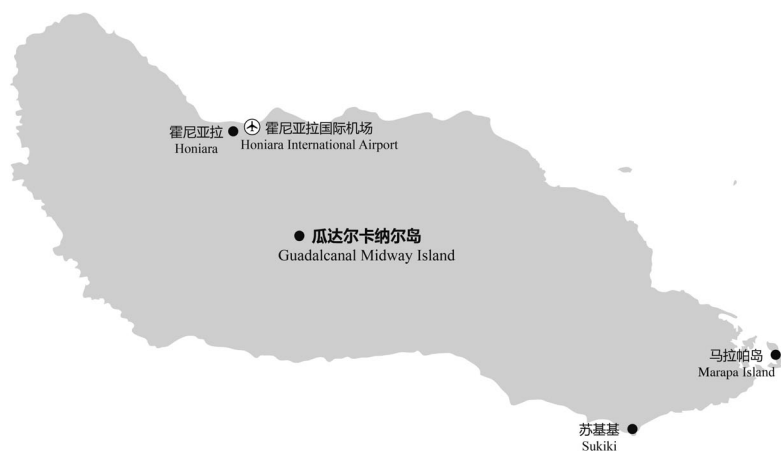 霍尼亚拉
Honiara
霍尼亚拉国际机场
Honiara International Airport
瓜达尔卡纳尔岛
Guadalcanal Midway Island
马拉帕岛
Marapa Island
苏基基
Sukiki